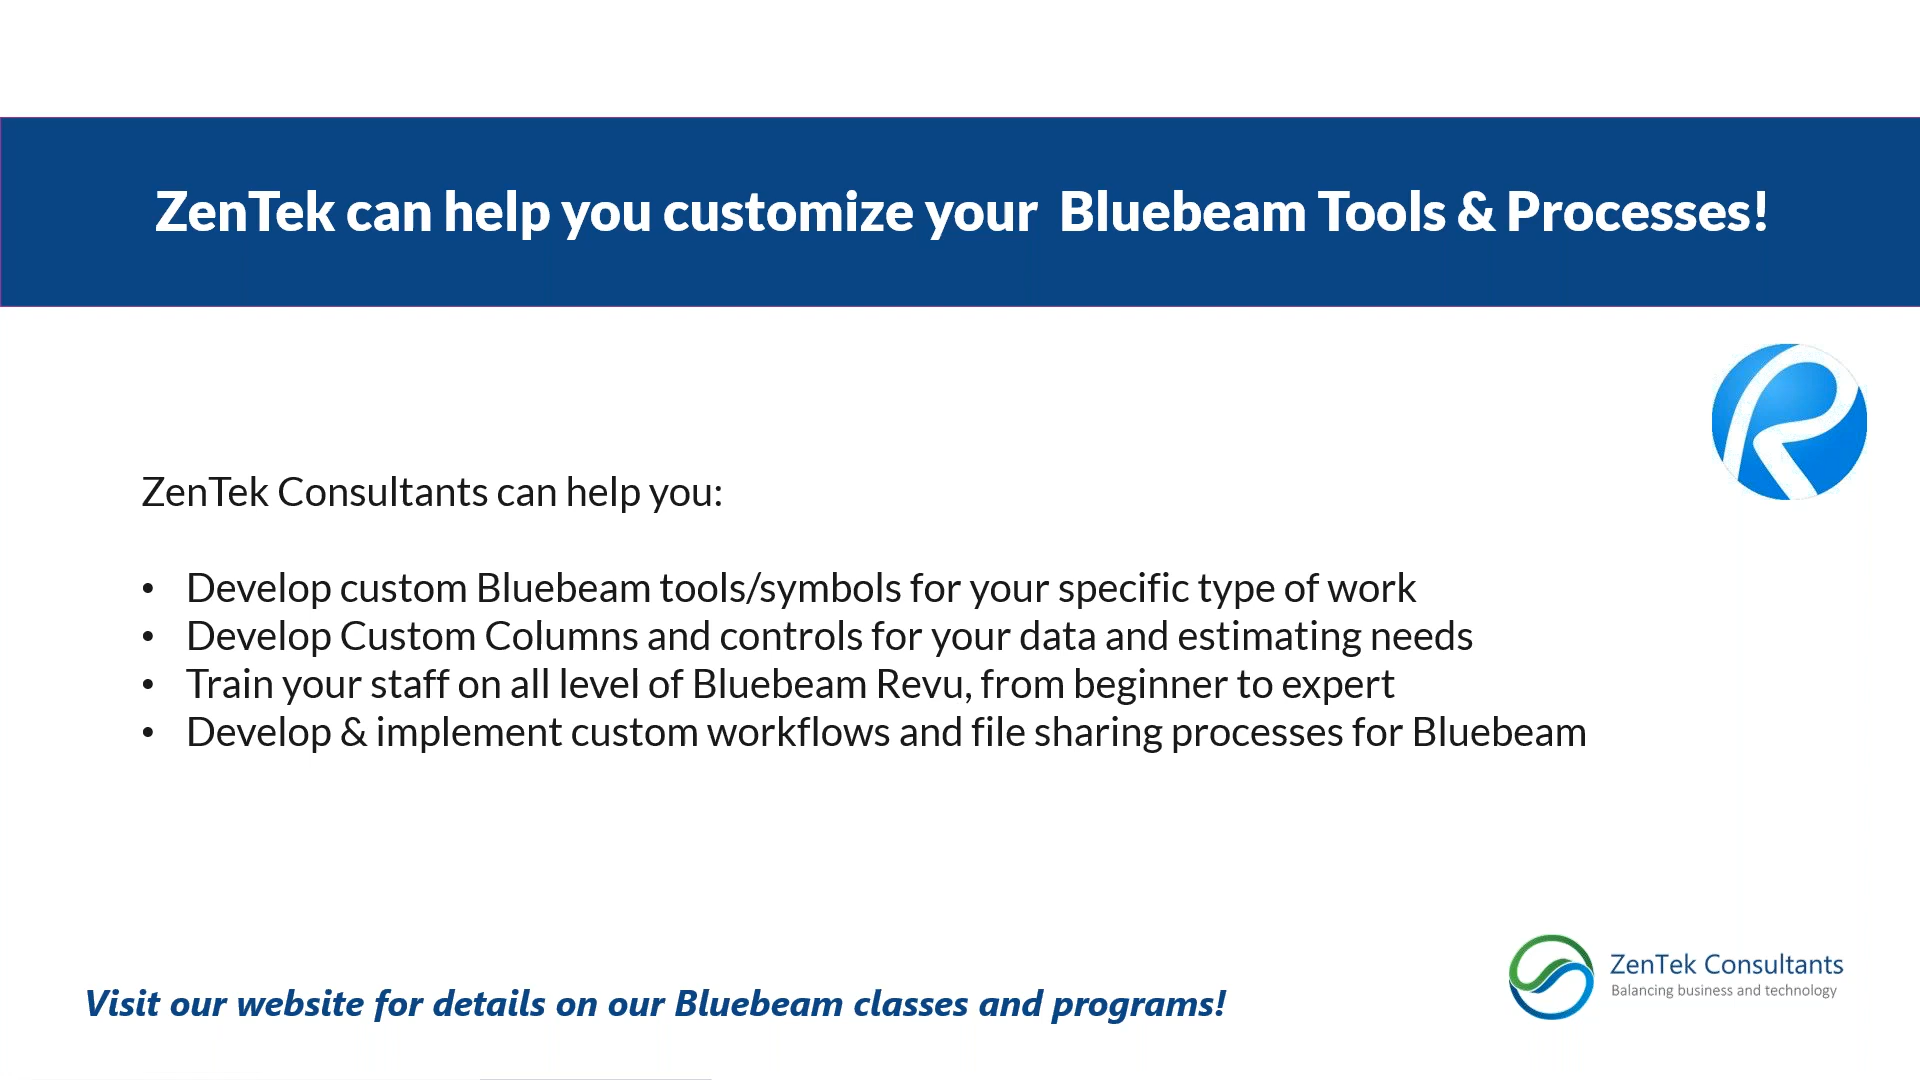 ZenTek can help you customize your  Bluebeam Tools & Processes!
ZenTek Consultants can help you:
• Develop custom Bluebeam tools/symbols for your specific type of work
• Develop Custom Columns and controls for your data and estimating needs
• Train your staff on all level of Bluebeam Revu, from beginner to expert
• Develop & implement custom workflows and file sharing processes for Bluebeam
ZenTek Consultants
Balancing business and technology
Visit our website for details on our Bluebeam classes and programs!